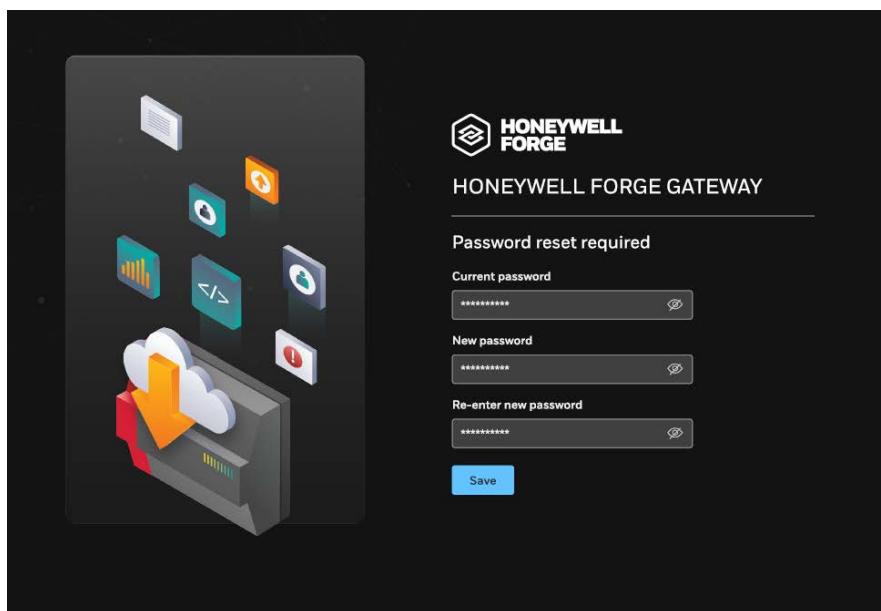 HONEYWELL
FORGE
HONEYWELL FORGE GATEWAY
Password reset required
Current password
**********
New password
**********
Re-enter new password
**********
Save
</>
!